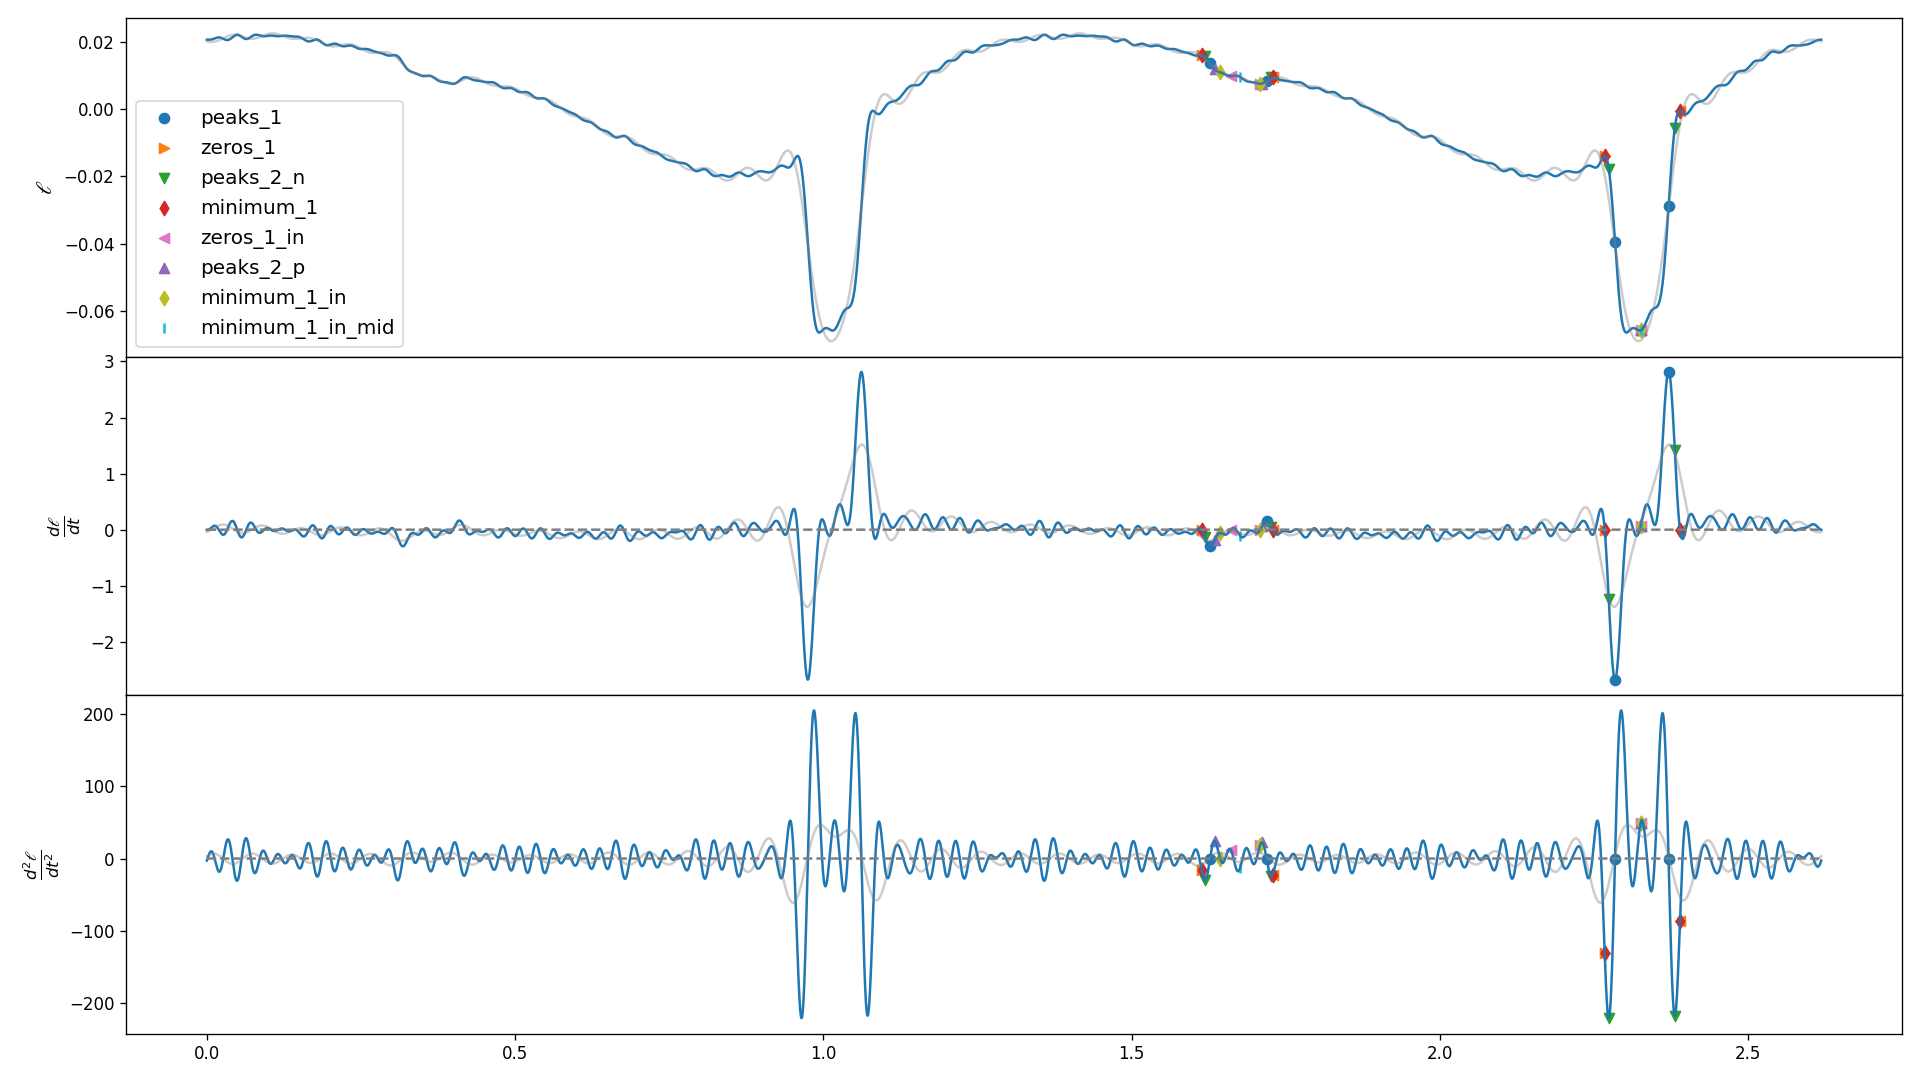 0.02
0.00
−0.02
−0.04
−0.06
ℓ
peaks_1
zeros_1
peaks_2_n
minimum_1
zeros_1_in
peaks_2_p
minimum_1_in
minimum_1_in_mid
3
2
1
0
−1
−2
dℓ
dt
200
100
0
−100
−200
d²ℓ
dt²
0.0 0.5 1.0 1.5 2.0 2.5